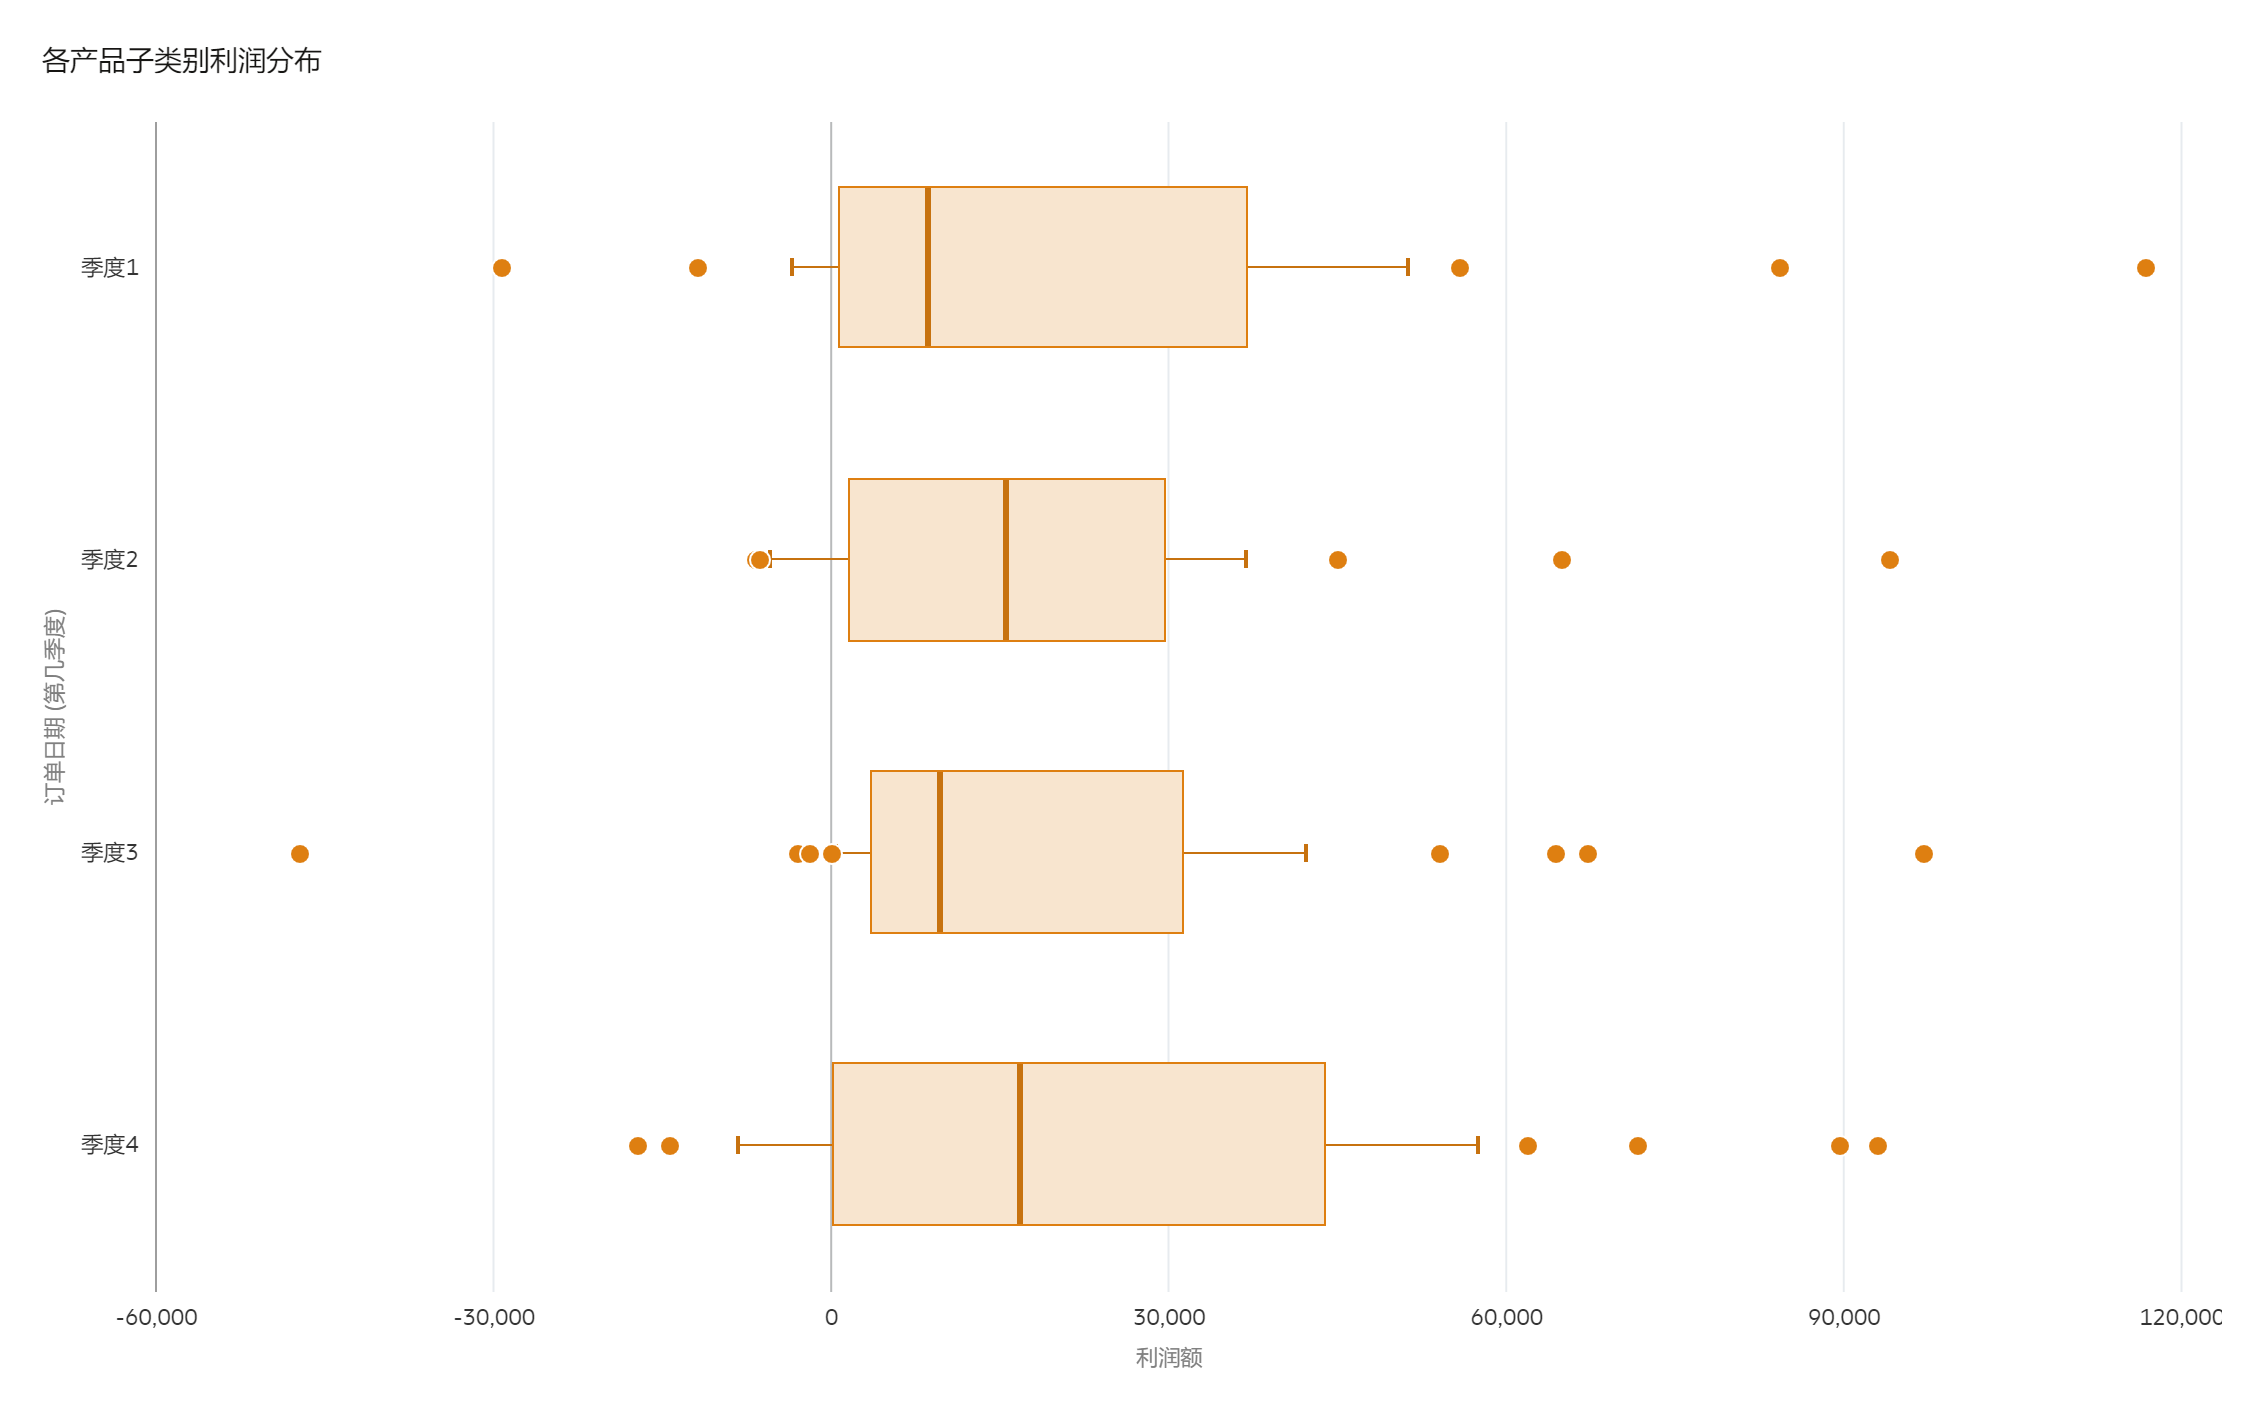 各产品子类别利润分布
订单日期 (第几季度)
季度1
季度2
季度3
季度4
-60,000
-30,000
0
30,000
60,000
90,000
120,000
利润额